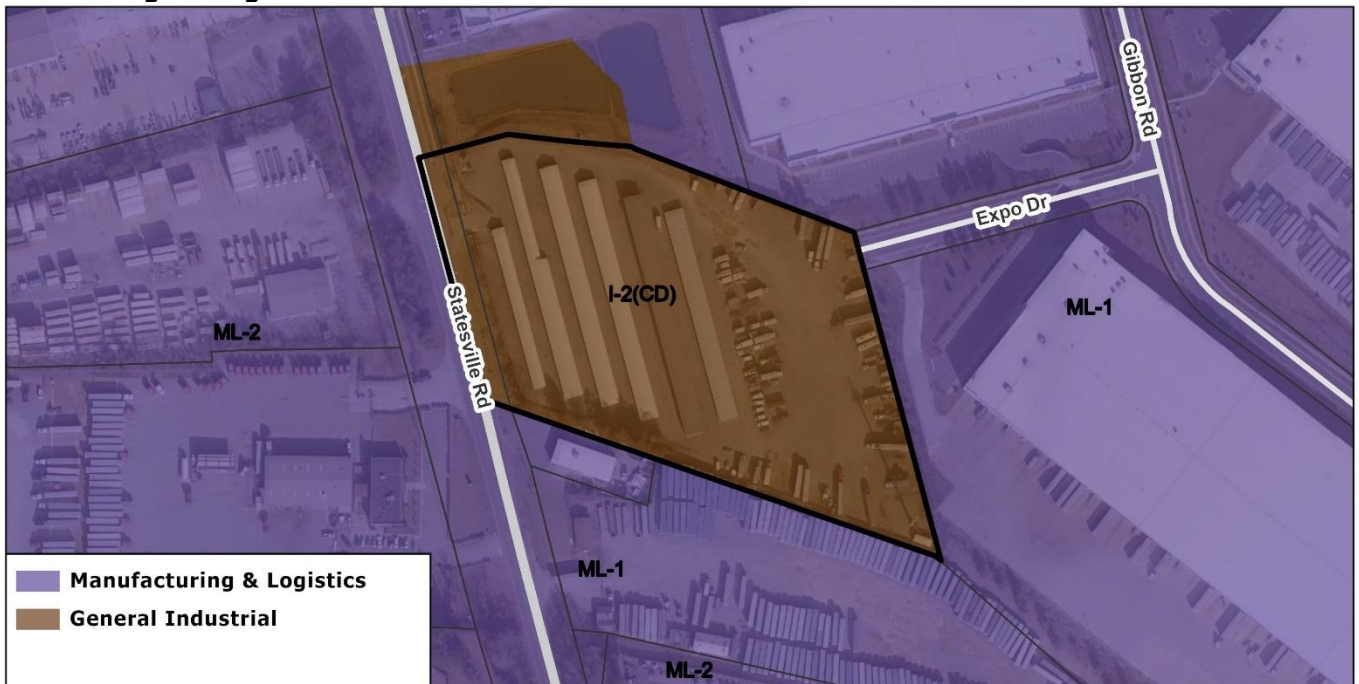 Gibbon Rd
Expo Dr
I-2(CD)
ML-1
Statesville Rd
ML-2
ML-1
ML-2
Manufacturing & Logistics
General Industrial